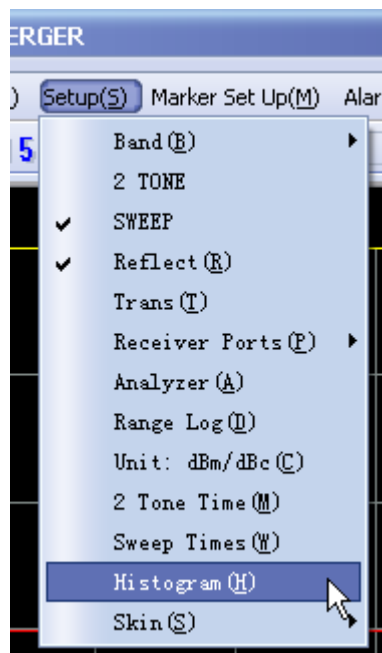 ERGER
) Setup(S) Marker Set Up(M) Alar
5
Band(B)
2 TONE
SWEEP
Reflect(R)
Trans(T)
Receiver Ports(P)
Analyzer(A)
Range Log(D)
Unit: dBm/dBc(C)
2 Tone Time(M)
Sweep Times(W)
Histogram(H)
Skin(S)